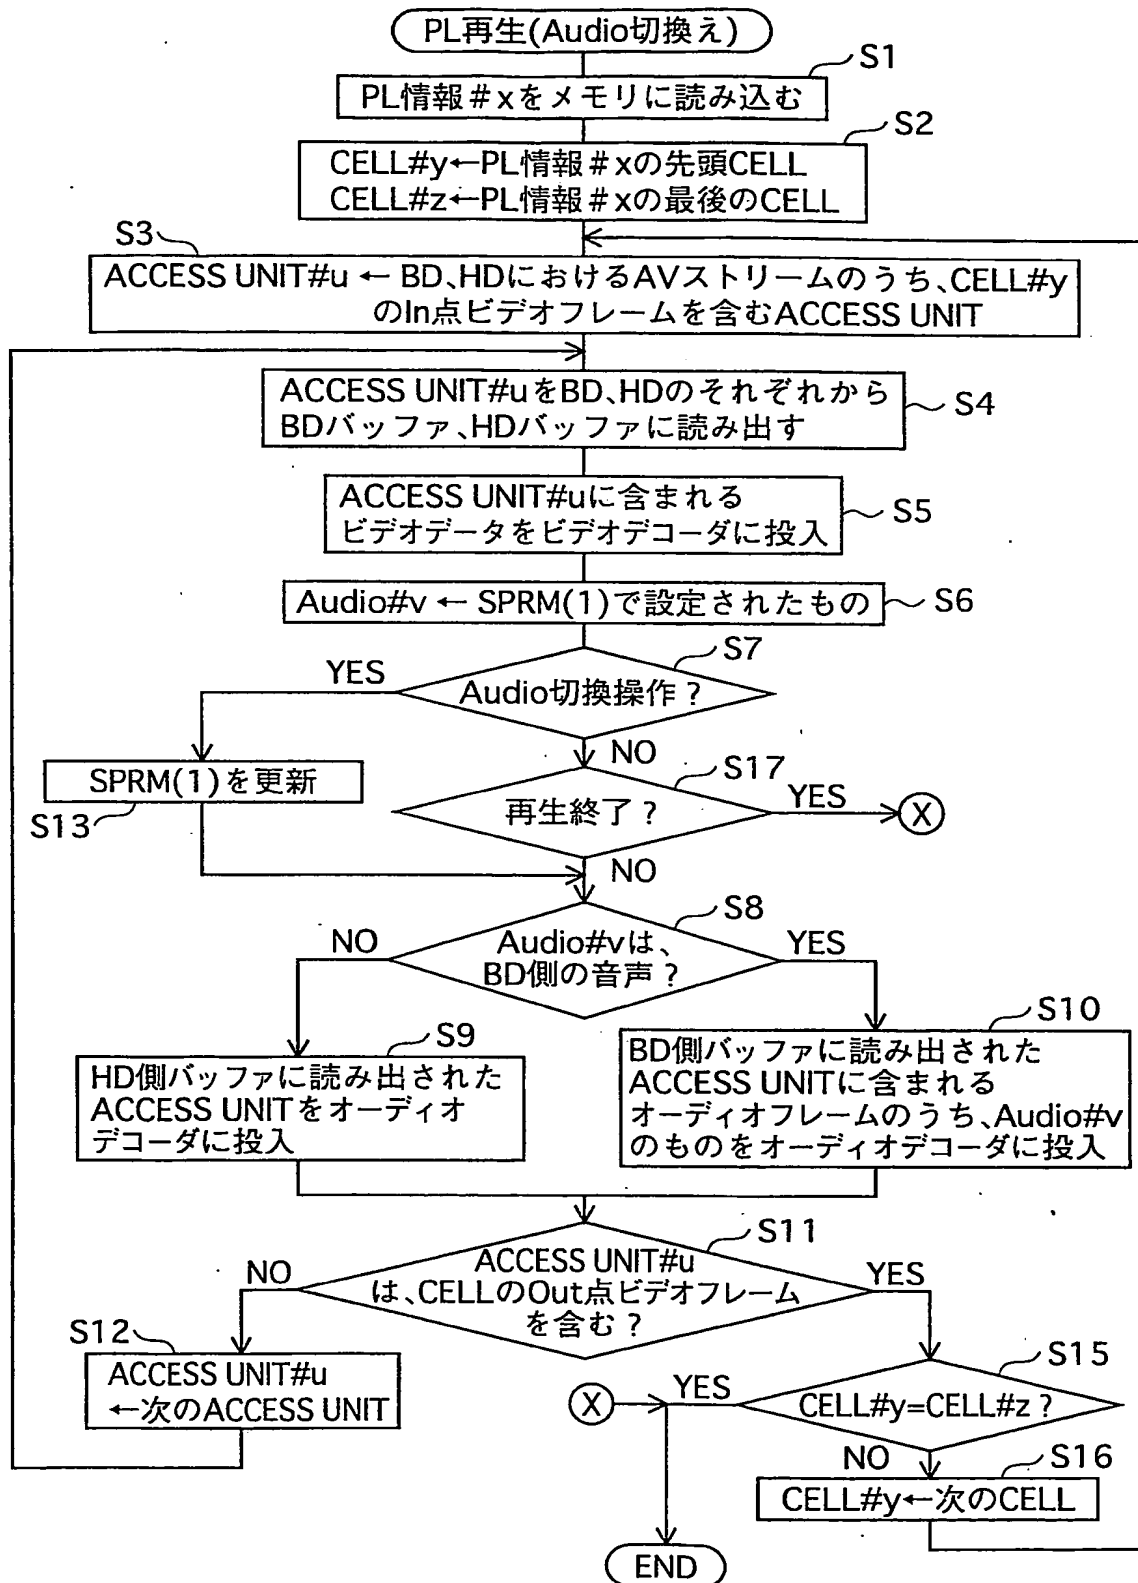 PL再生(Audio切換え)
S1
PL情報#xをメモリに読み込む
S2
CELL#y←PL情報#xの先頭CELL
CELL#z←PL情報#xの最後のCELL
S3
ACCESS UNIT#u ← BD、HDにおけるAVストリームのうち、CELL#y
のIn点ビデオフレームを含むACCESS UNIT
ACCESS UNIT#uをBD、HDのそれぞれから
BDバッファ、HDバッファに読み出す
S4
ACCESS UNIT#uに含まれる
ビデオデータをビデオデコーダに投入
S5
Audio#v ← SPRM(1)で設定されたもの
S6
S7
YES
Audio切換操作?
NO
SPRM(1)を更新
S13
S17
再生終了?
YES
X
NO
S8
NO
Audio#vは、
BD側の音声?
YES
S9
HD側バッファに読み出された
ACCESS UNITをオーディオ
デコーダに投入
S10
BD側バッファに読み出された
ACCESS UNITに含まれる
オーディオフレームのうち、Audio#v
のものをオーディオデコーダに投入
S11
NO
ACCESS UNIT#u
は、CELLのOut点ビデオフレーム
を含む?
YES
S12
ACCESS UNIT#u
←次のACCESS UNIT
S15
X
YES
CELL#y=CELL#z?
NO
S16
CELL#y←次のCELL
END